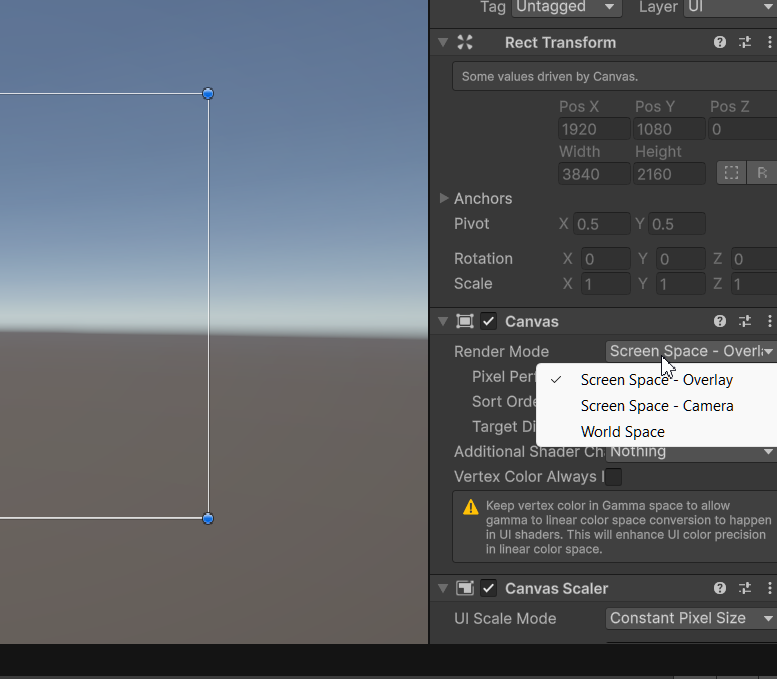 Tag Untagged Layer UI
Rect Transform
Some values driven by Canvas.
Pos X Pos Y Pos Z
1920 1080 0
Width Height
3840 2160 R
Anchors
Pivot X 0.5 Y 0.5
Rotation X 0 Y 0 Z 0
Scale X 1 Y 1 Z 1
Canvas
Render Mode Screen Space - Overla
Pixel Perf
Screen Space - Overlay
Sort Orde
Screen Space - Camera
Target Di
World Space
Additional Shader Ch Nothing
Vertex Color Always I
Keep vertex color in Gamma space to allow
gamma to linear color space conversion to happen
in UI shaders. This will enhance UI color precision
in linear color space.
Canvas Scaler
UI Scale Mode Constant Pixel Size